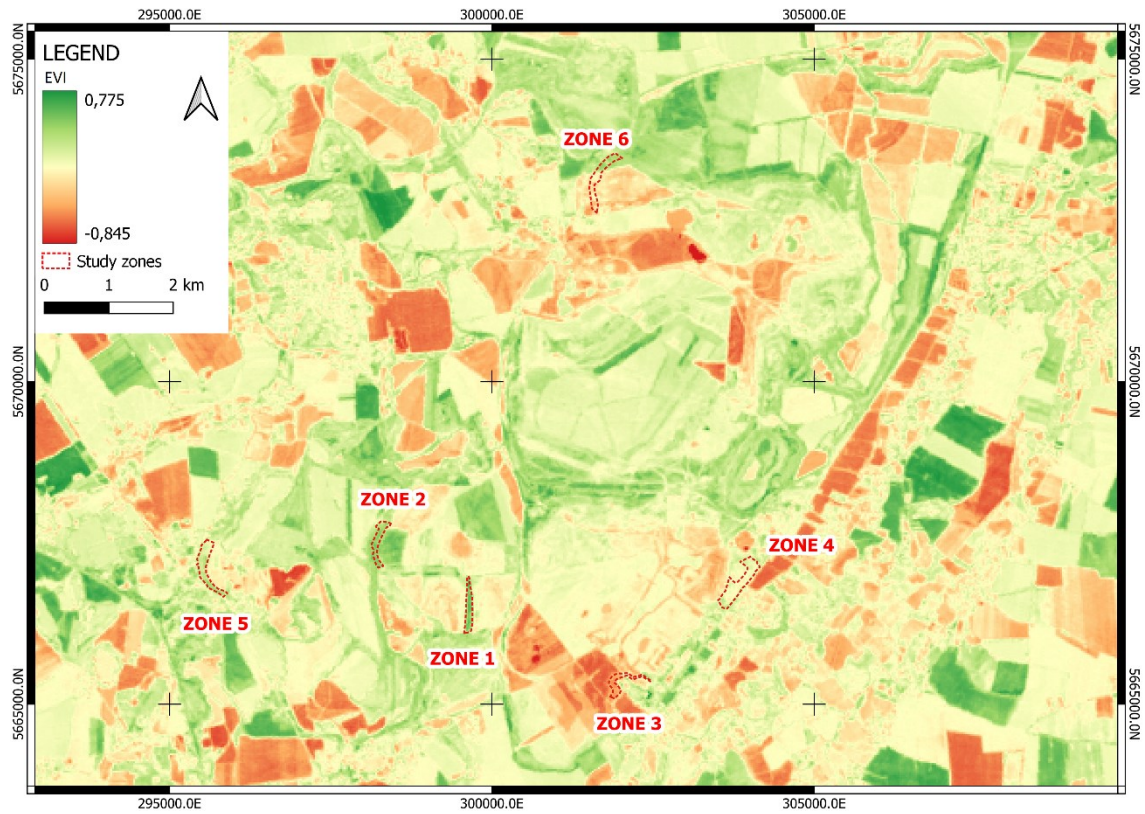 295000.0E 300000.0E 305000.0E
LEGEND
EVI
0,775
-0,845
Study zones
0 1 2 km
5675000.0N 5675000.0N
ZONE 6
5670000.0N 5670000.0N
ZONE 2
ZONE 4
ZONE 5
ZONE 1
5665000.0N 5665000.0N
ZONE 3
295000.0E 300000.0E 305000.0E